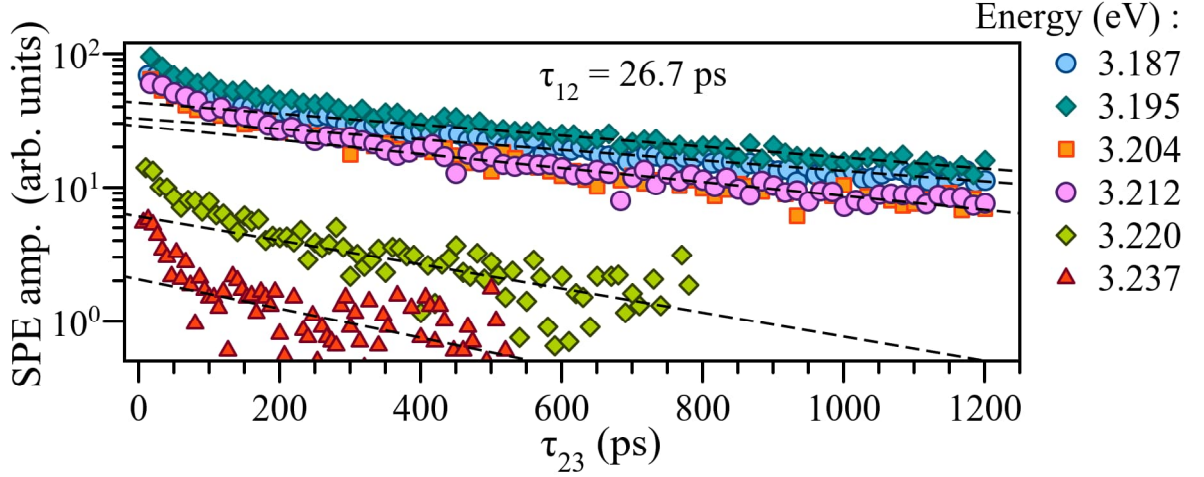 Energy (eV) :
3.187
3.195
3.204
3.212
3.220
3.237
τ₁₂ = 26.7 ps
SPE amp. (arb. units)
10²
10¹
10⁰
0 200 400 600 800 1000 1200
τ₂₃ (ps)